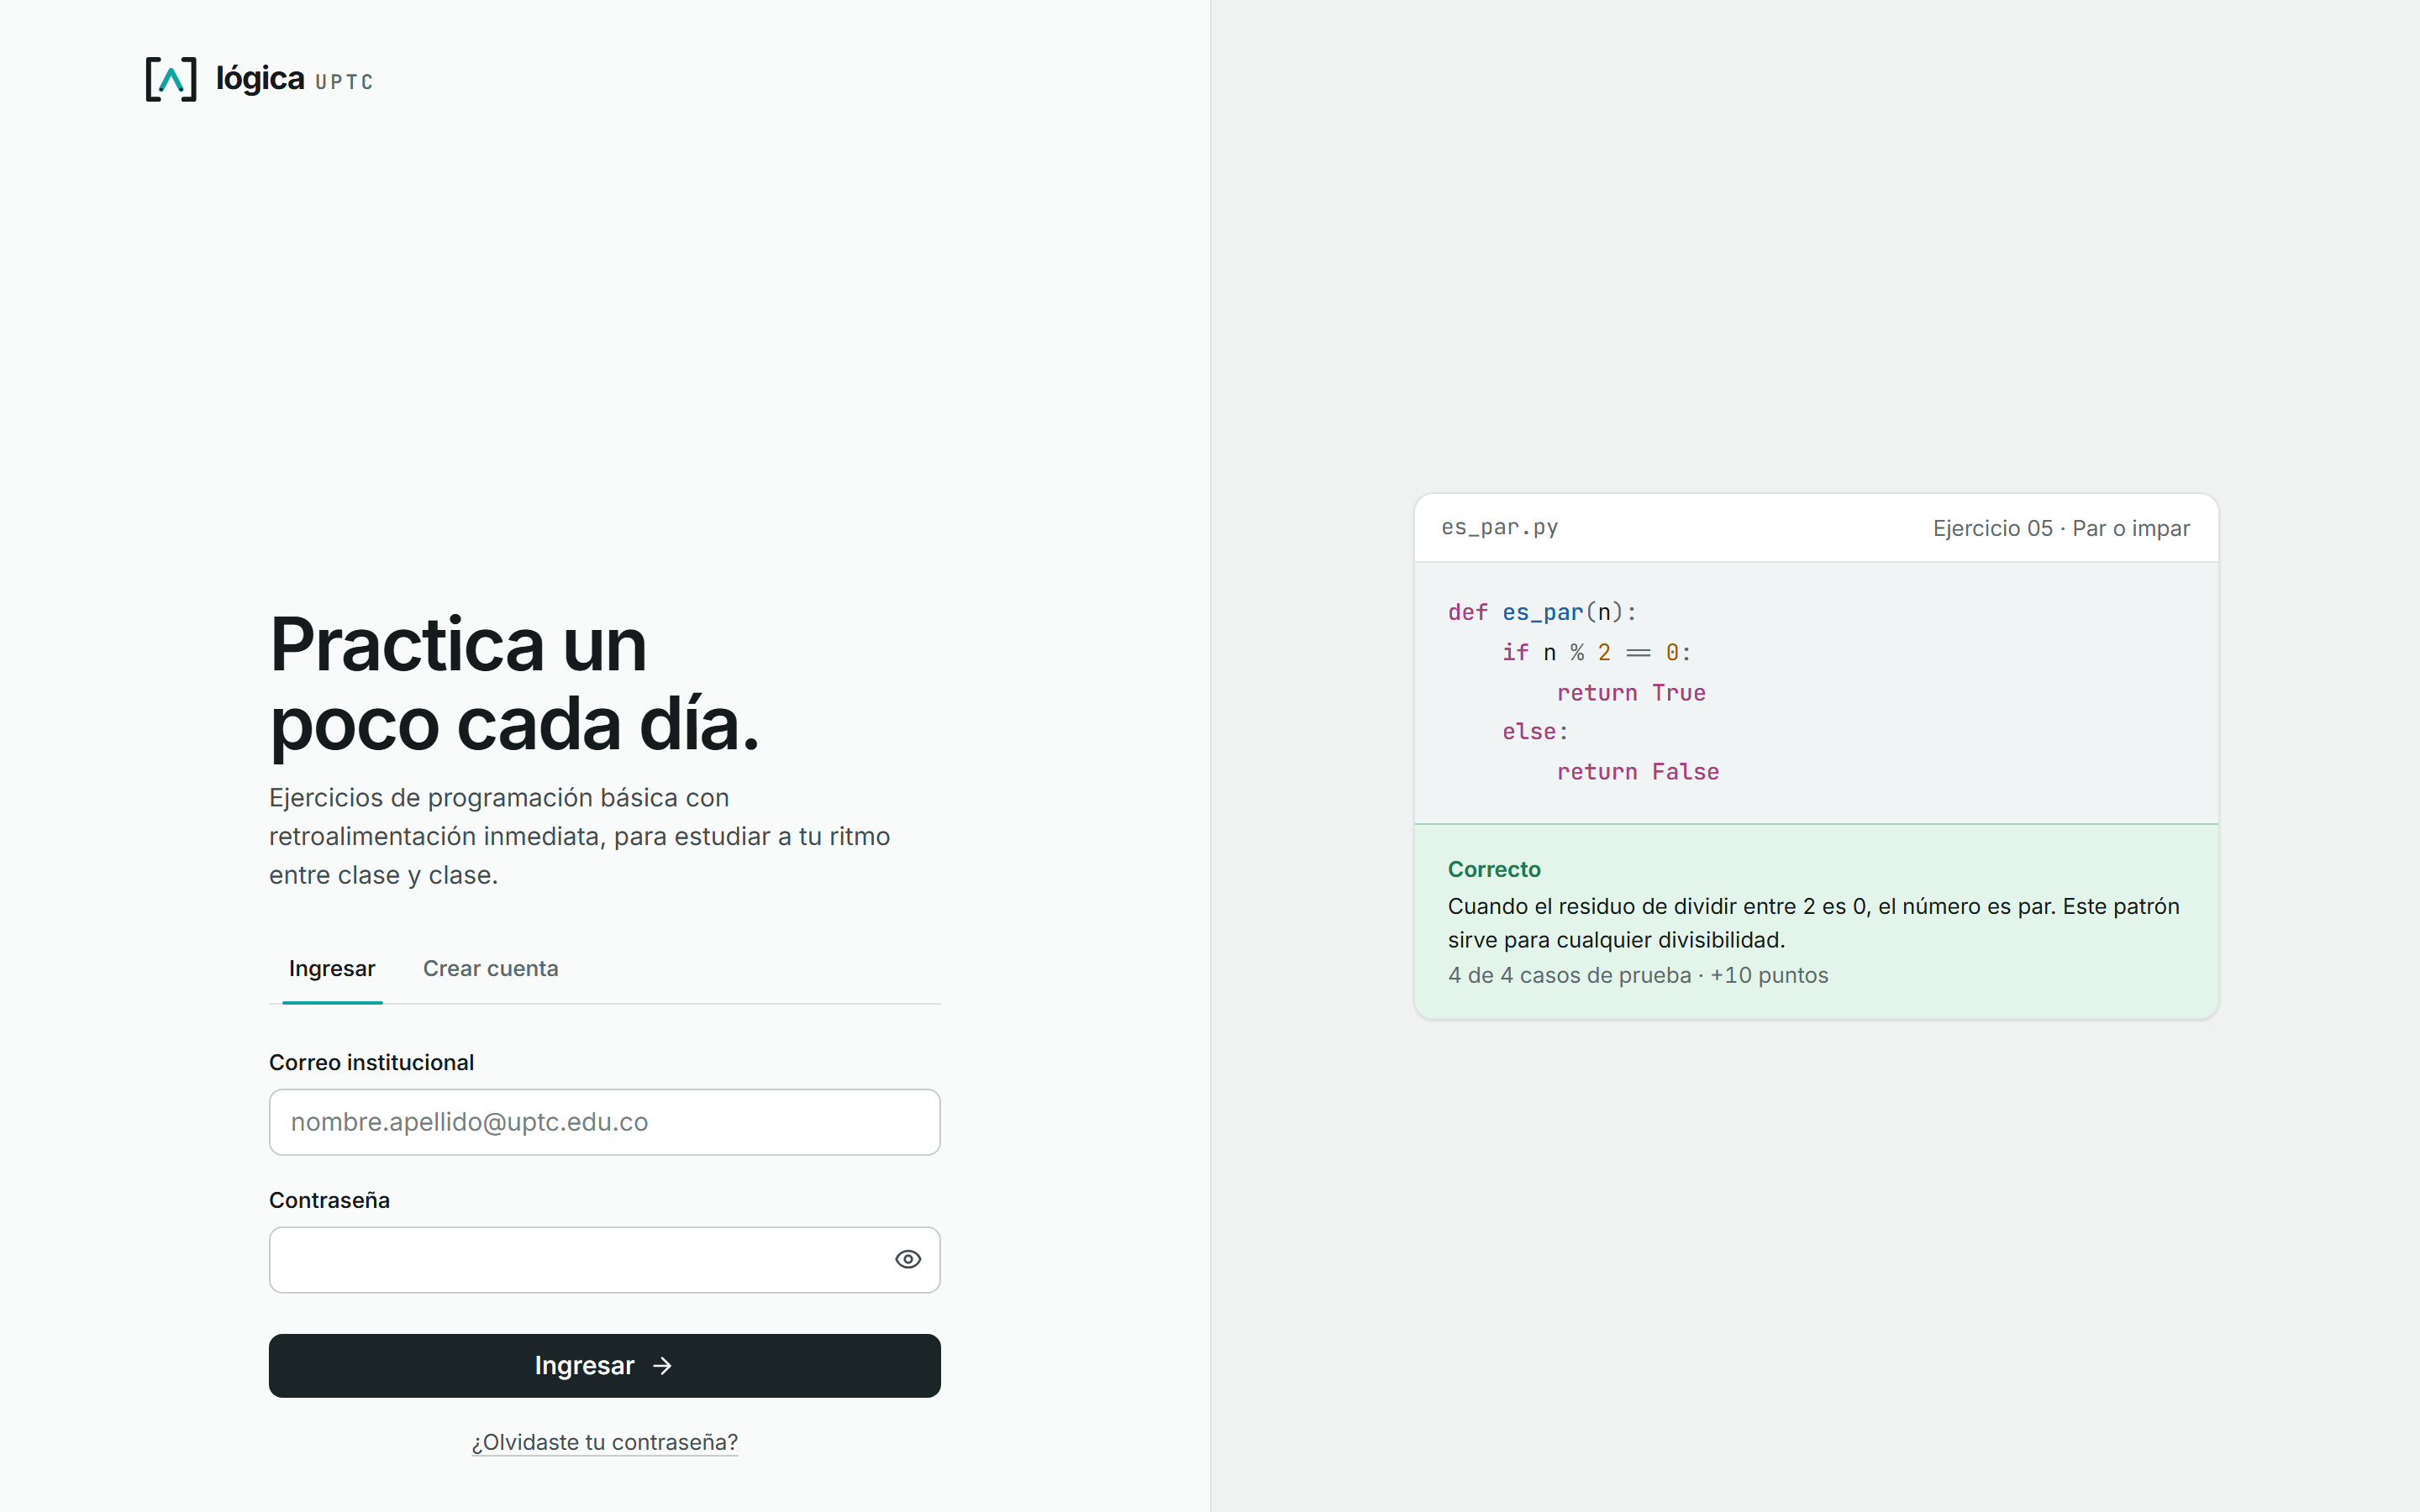 [^] lógica UPTC
Practica un
poco cada día.
Ejercicios de programación básica con
retroalimentación inmediata, para estudiar a tu ritmo
entre clase y clase.
Ingresar Crear cuenta
Correo institucional
nombre.apellido@uptc.edu.co
Contraseña
Ingresar →
¿Olvidaste tu contraseña?
es_par.py Ejercicio 05 · Par o impar
def es_par(n):
    if n % 2 == 0:
        return True
    else:
        return False
Correcto
Cuando el residuo de dividir entre 2 es 0, el número es par. Este patrón
sirve para cualquier divisibilidad.
4 de 4 casos de prueba · +10 puntos